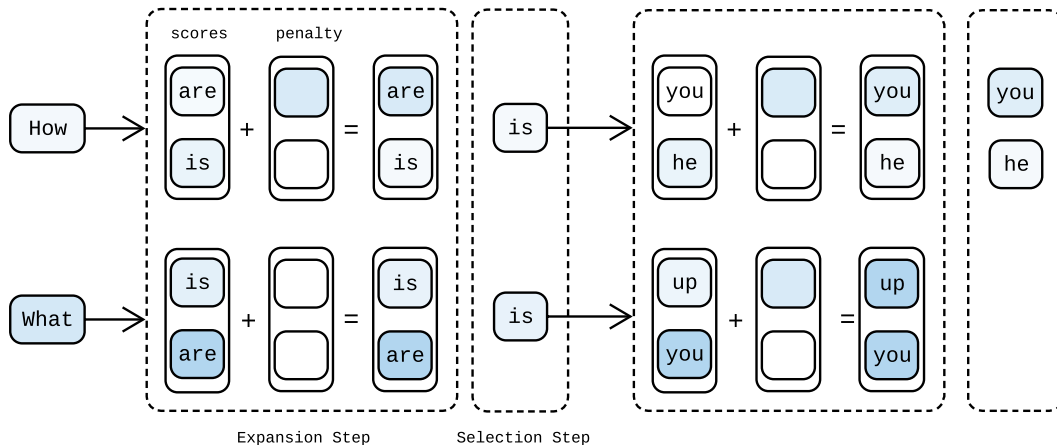 scores penalty
How are + = are
is is
What is + = is
are are
is you + = you
he he
is up + = up
you you
you
he
Expansion Step Selection Step